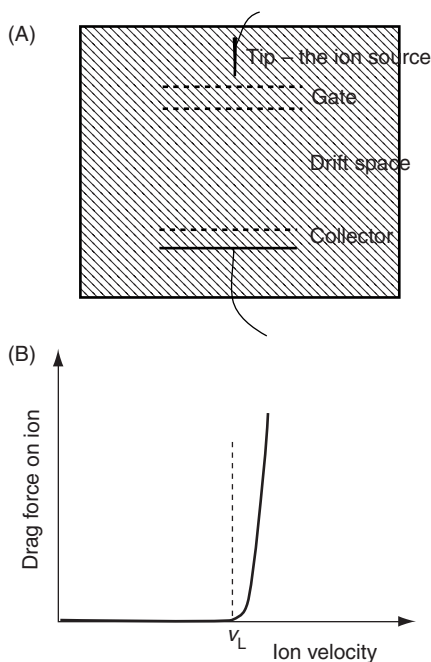 (A)
Tip – the ion source
Gate
Drift space
Collector
(B)
Drag force on ion
vL
Ion velocity